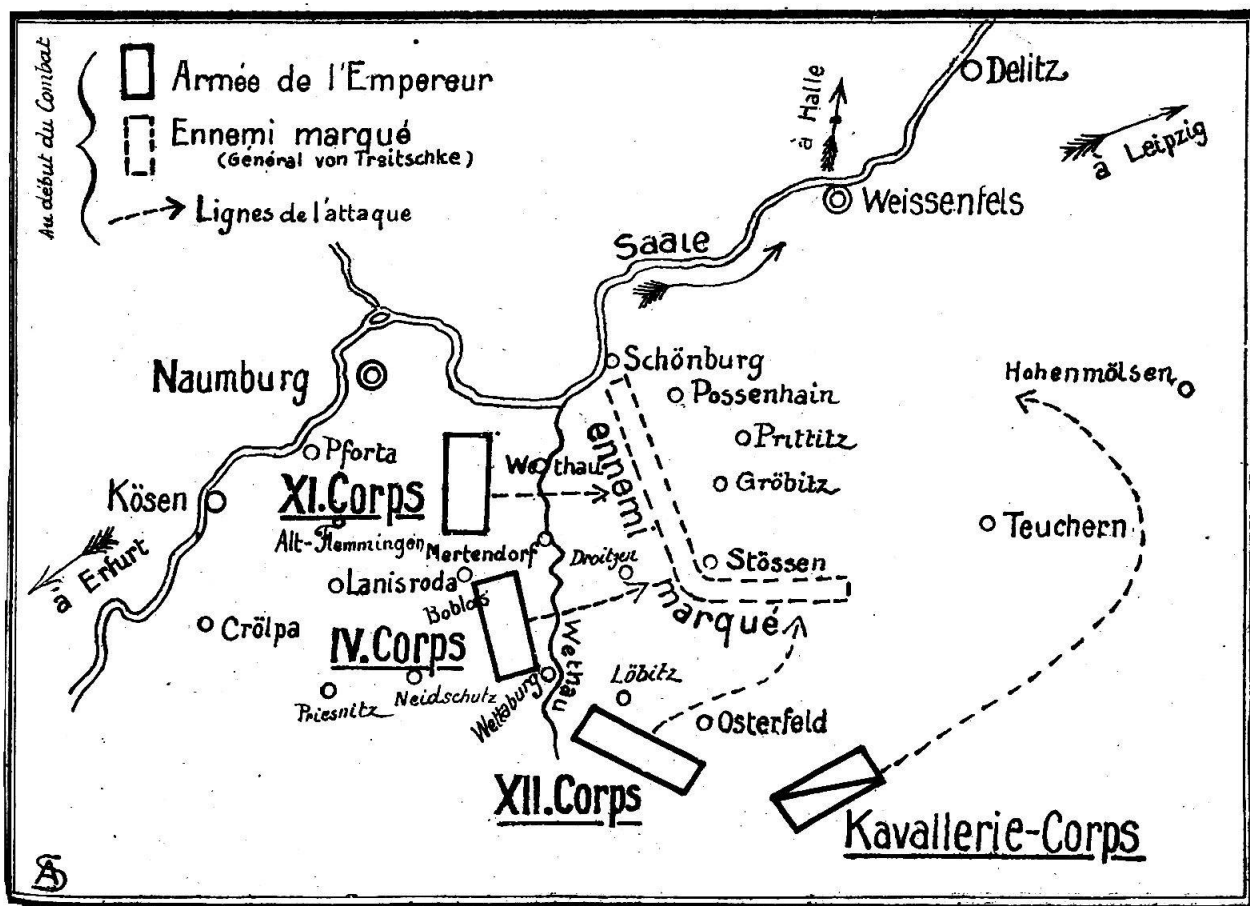 Au début du Combat
Armée de l'Empereur
Ennemi marqué
(Général von Treitschke)
Lignes de l'attaque
à Halle
Delitz
à Leipzig
Weissenfels
Saale
Naumburg
Schönburg
Possenhain
Hohenmölsen
Prittitz
Pforta
Wethau
ennemi
Gröbitz
XI. Corps
Kösen
Teuchern
à Erfurt
Alt-Flemmingen
Mertendorf
Droitzen
Stössen
Lanisroda
Boblas
marqué
Crölpa
IV. Corps
Wethau
Neidschutz
Priesnitz
Löbitz
Osterfeld
XII. Corps
Kavallerie-Corps